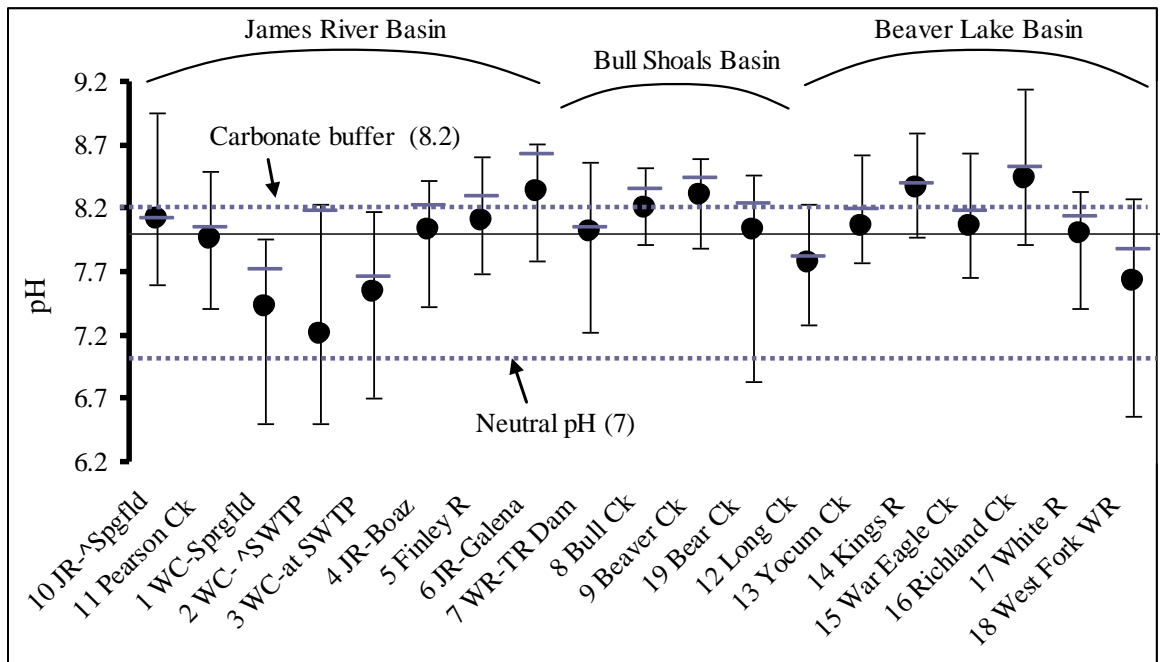 James River Basin
Bull Shoals Basin
Beaver Lake Basin
9.2
8.7
8.2
7.7
7.2
6.7
6.2
pH
Carbonate buffer (8.2)
Neutral pH (7)
10 JR-^Spgfld
11 Pearson Ck
1 WC-Sprgfld
2 WC- ^SWTP
3 WC-at SWTP
4 JR-Boaz
5 Finley R
6 JR-Galena
7 WR-TR Dam
8 Bull Ck
9 Beaver Ck
19 Bear Ck
12 Long Ck
13 Yocum Ck
14 Kings R
15 War Eagle Ck
16 Richland Ck
17 White R
18 West Fork WR